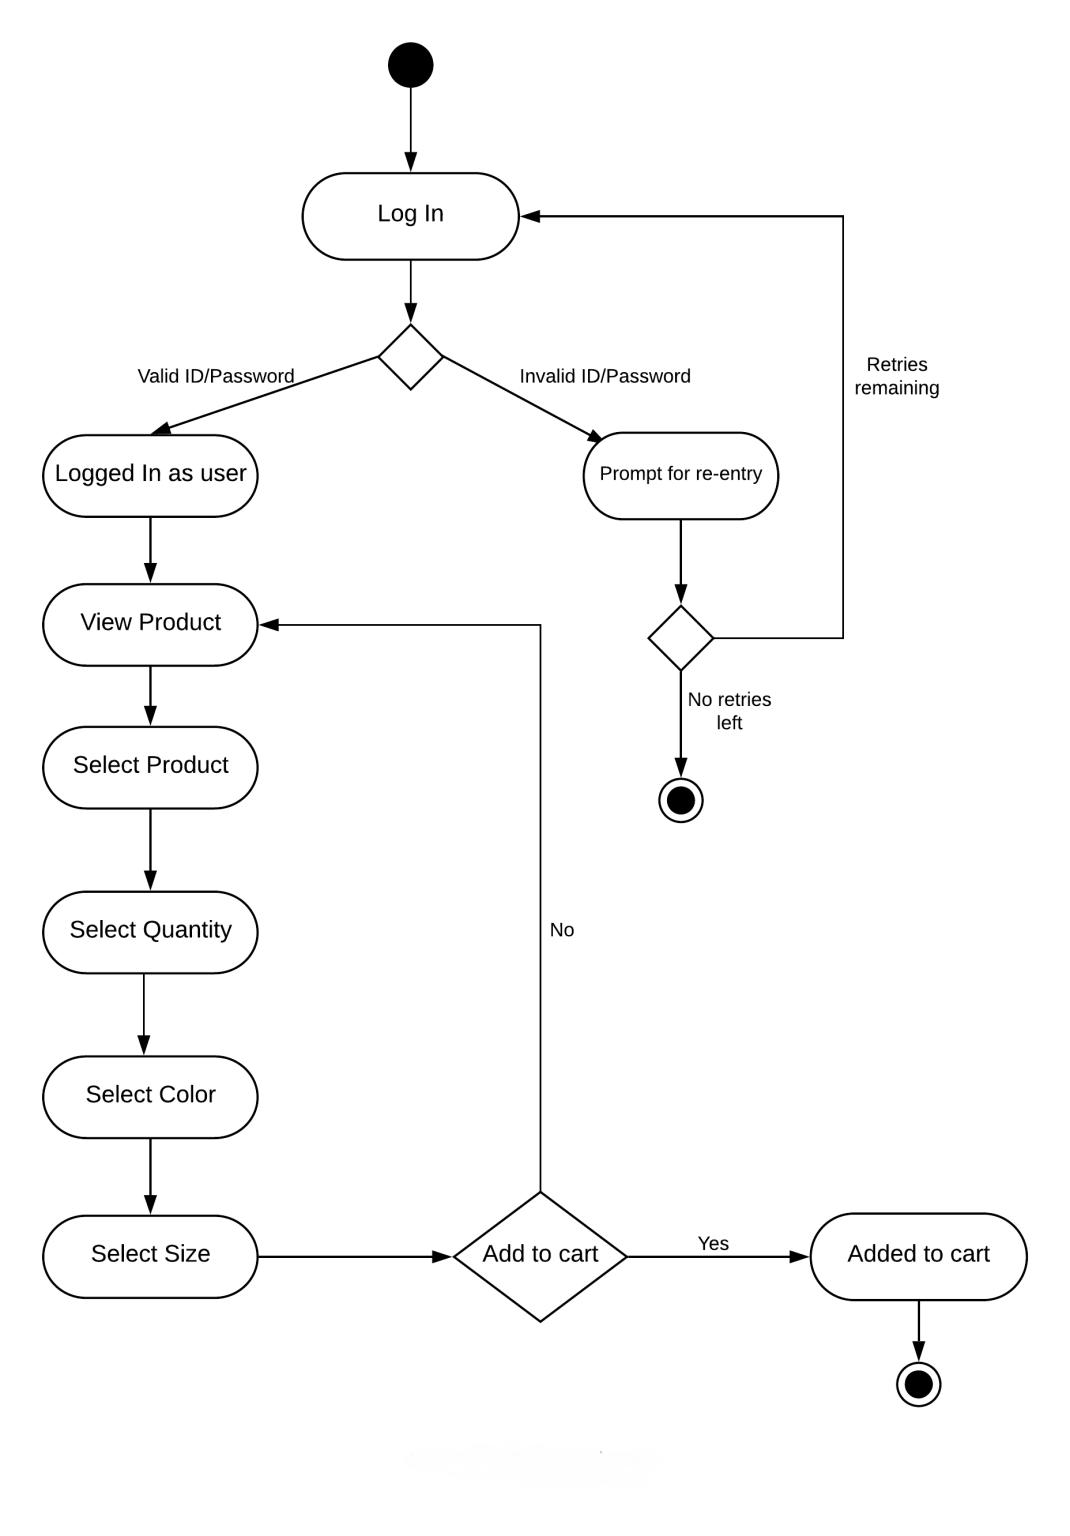 Log In
Valid ID/Password
Invalid ID/Password
Retries
remaining
Logged In as user
Prompt for re-entry
View Product
No retries
left
Select Product
Select Quantity
No
Select Color
Select Size
Add to cart
Yes
Added to cart